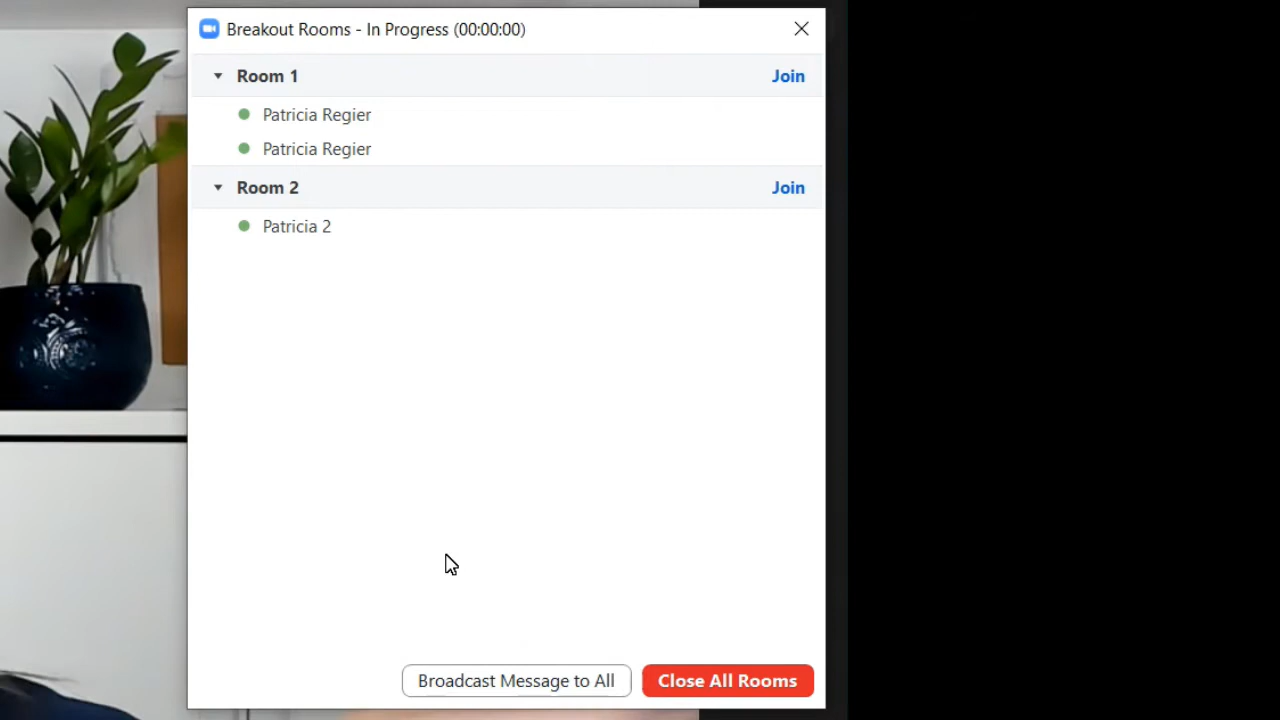 Breakout Rooms - In Progress (00:00:00)
Room 1 Join
Patricia Regier
Patricia Regier
Room 2 Join
Patricia 2
Broadcast Message to All Close All Rooms